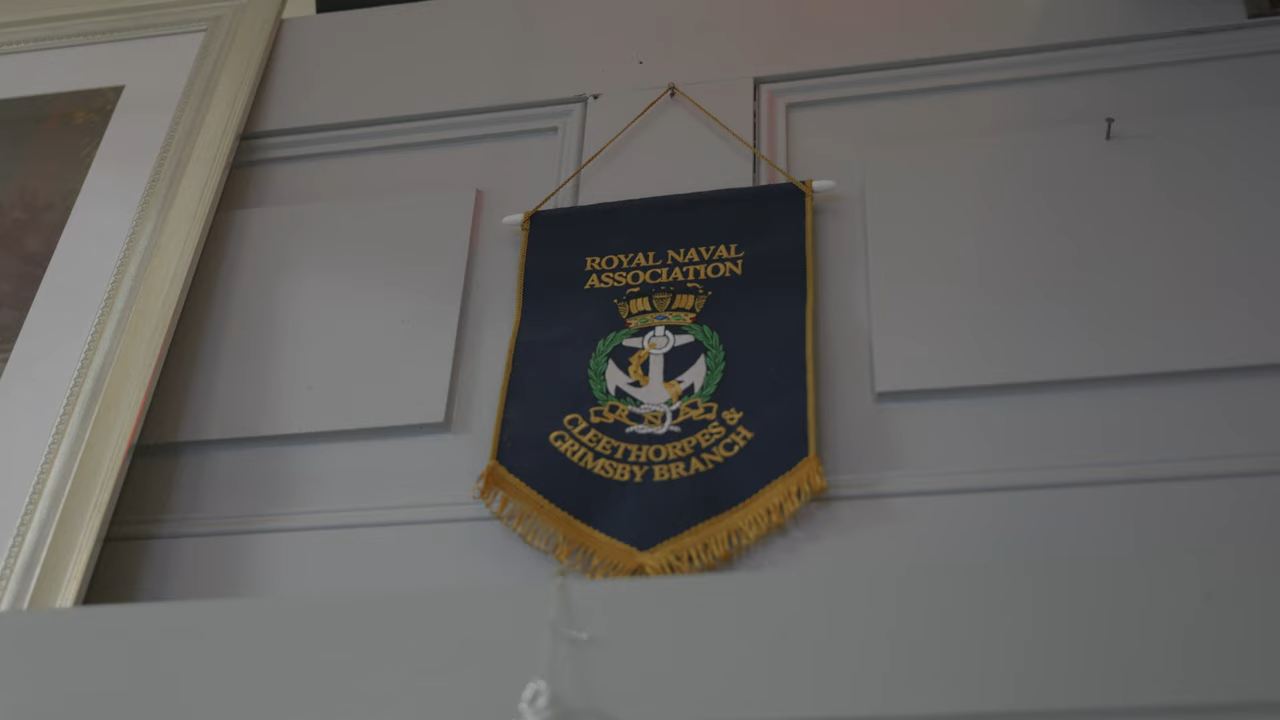 ROYAL NAVAL
ASSOCIATION
CLEETHORPES &
GRIMSBY BRANCH